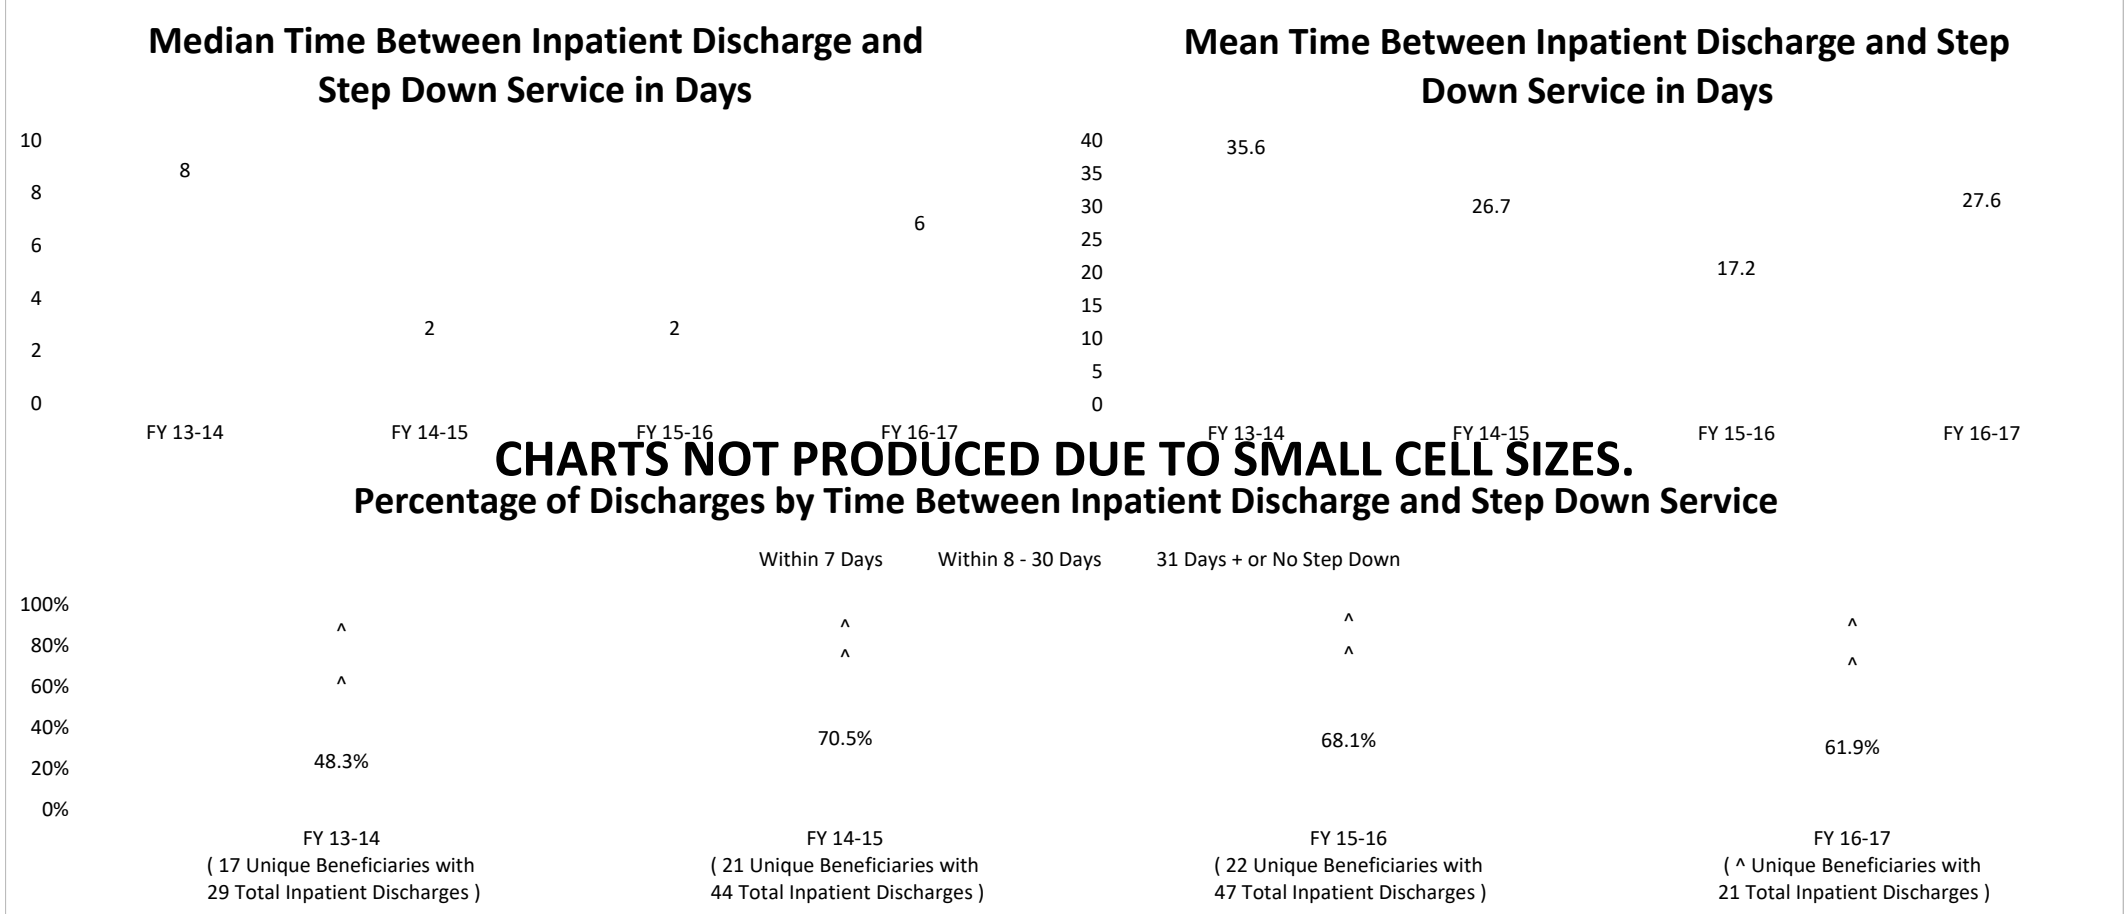 Median Time Between Inpatient Discharge and
Step Down Service in Days
10
8
6
4
2
0
8
2
2
6
FY 13-14
FY 14-15
FY 15-16
FY 16-17
Mean Time Between Inpatient Discharge and Step
Down Service in Days
40
35
30
25
20
15
10
5
0
35.6
26.7
17.2
27.6
FY 13-14
FY 14-15
FY 15-16
FY 16-17
CHARTS NOT PRODUCED DUE TO SMALL CELL SIZES.
Percentage of Discharges by Time Between Inpatient Discharge and Step Down Service
Within 7 Days
Within 8 - 30 Days
31 Days + or No Step Down
100%
80%
60%
40%
20%
0%
^
^
^
^
^
^
^
^
48.3%
70.5%
68.1%
61.9%
FY 13-14
( 17 Unique Beneficiaries with
29 Total Inpatient Discharges )
FY 14-15
( 21 Unique Beneficiaries with
44 Total Inpatient Discharges )
FY 15-16
( 22 Unique Beneficiaries with
47 Total Inpatient Discharges )
FY 16-17
( ^ Unique Beneficiaries with
21 Total Inpatient Discharges )